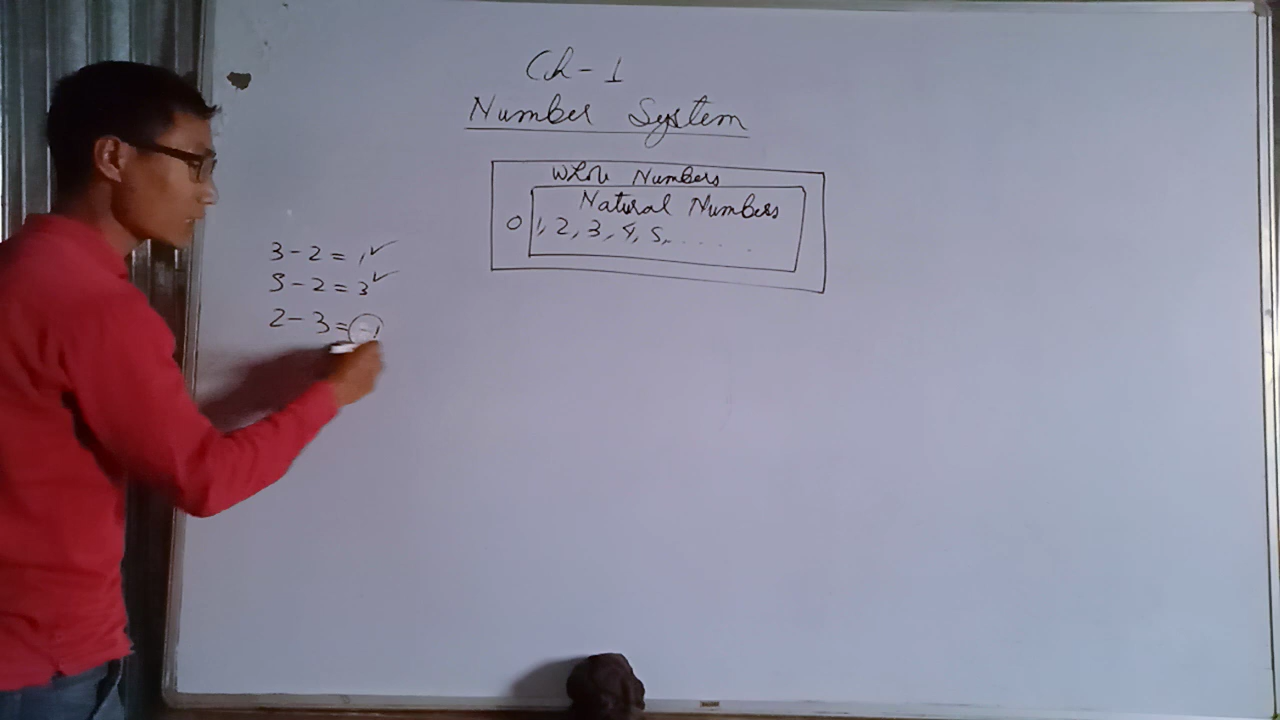 Ch-1
Number System
Whole Numbers
Natural Numbers
0 1, 2, 3, 4, 5, . . . . .
3-2=1✓
5-2=3✓
2-3=-1